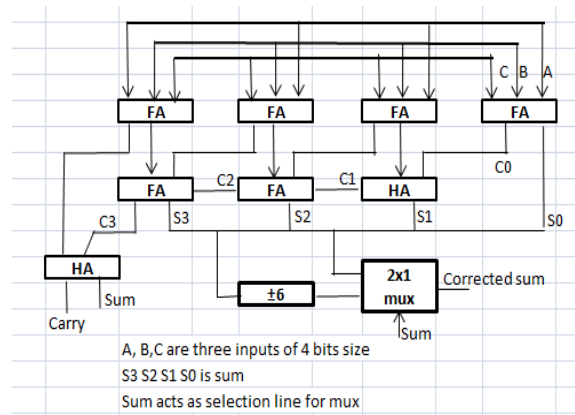 C B A
FA FA FA FA
C0
FA C2 FA C1 HA
C3 S3 S2 S1 S0
HA
Sum
Carry
±6
2x1
mux
Corrected sum
Sum
A, B,C are three inputs of 4 bits size
S3 S2 S1 S0 is sum
Sum acts as selection line for mux